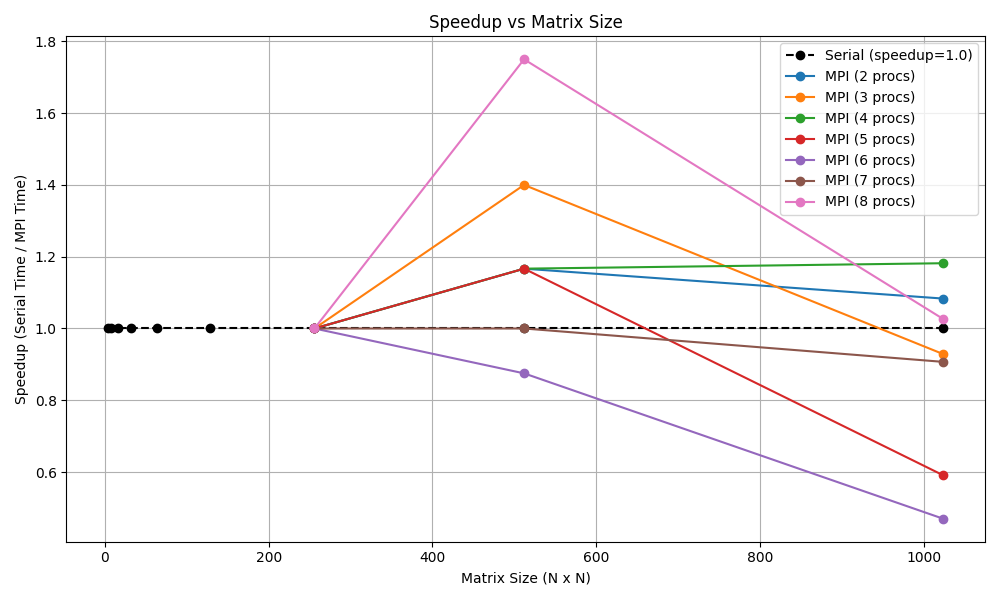 Speedup vs Matrix Size
Speedup (Serial Time / MPI Time)
1.8
1.6
1.4
1.2
1.0
0.8
0.6
Serial (speedup=1.0)
MPI (2 procs)
MPI (3 procs)
MPI (4 procs)
MPI (5 procs)
MPI (6 procs)
MPI (7 procs)
MPI (8 procs)
0 200 400 600 800 1000
Matrix Size (N x N)